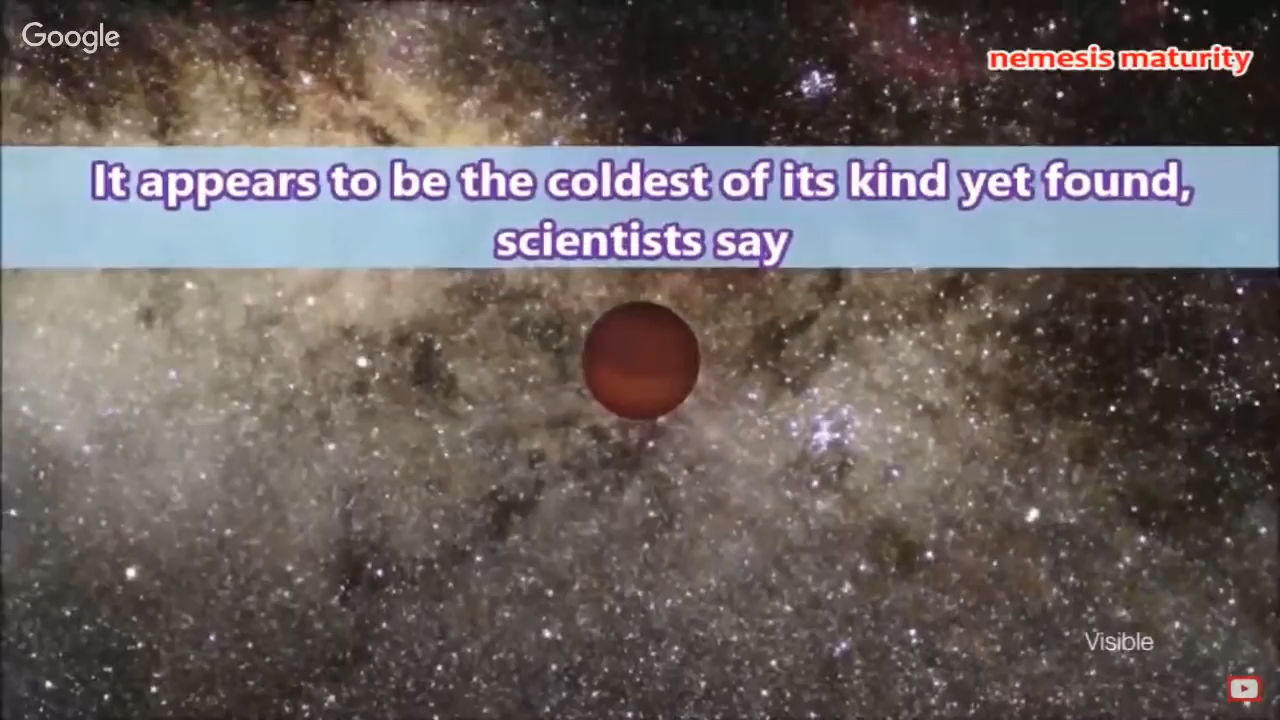 Google
nemesis maturity
It appears to be the coldest of its kind yet found,
scientists say
Visible